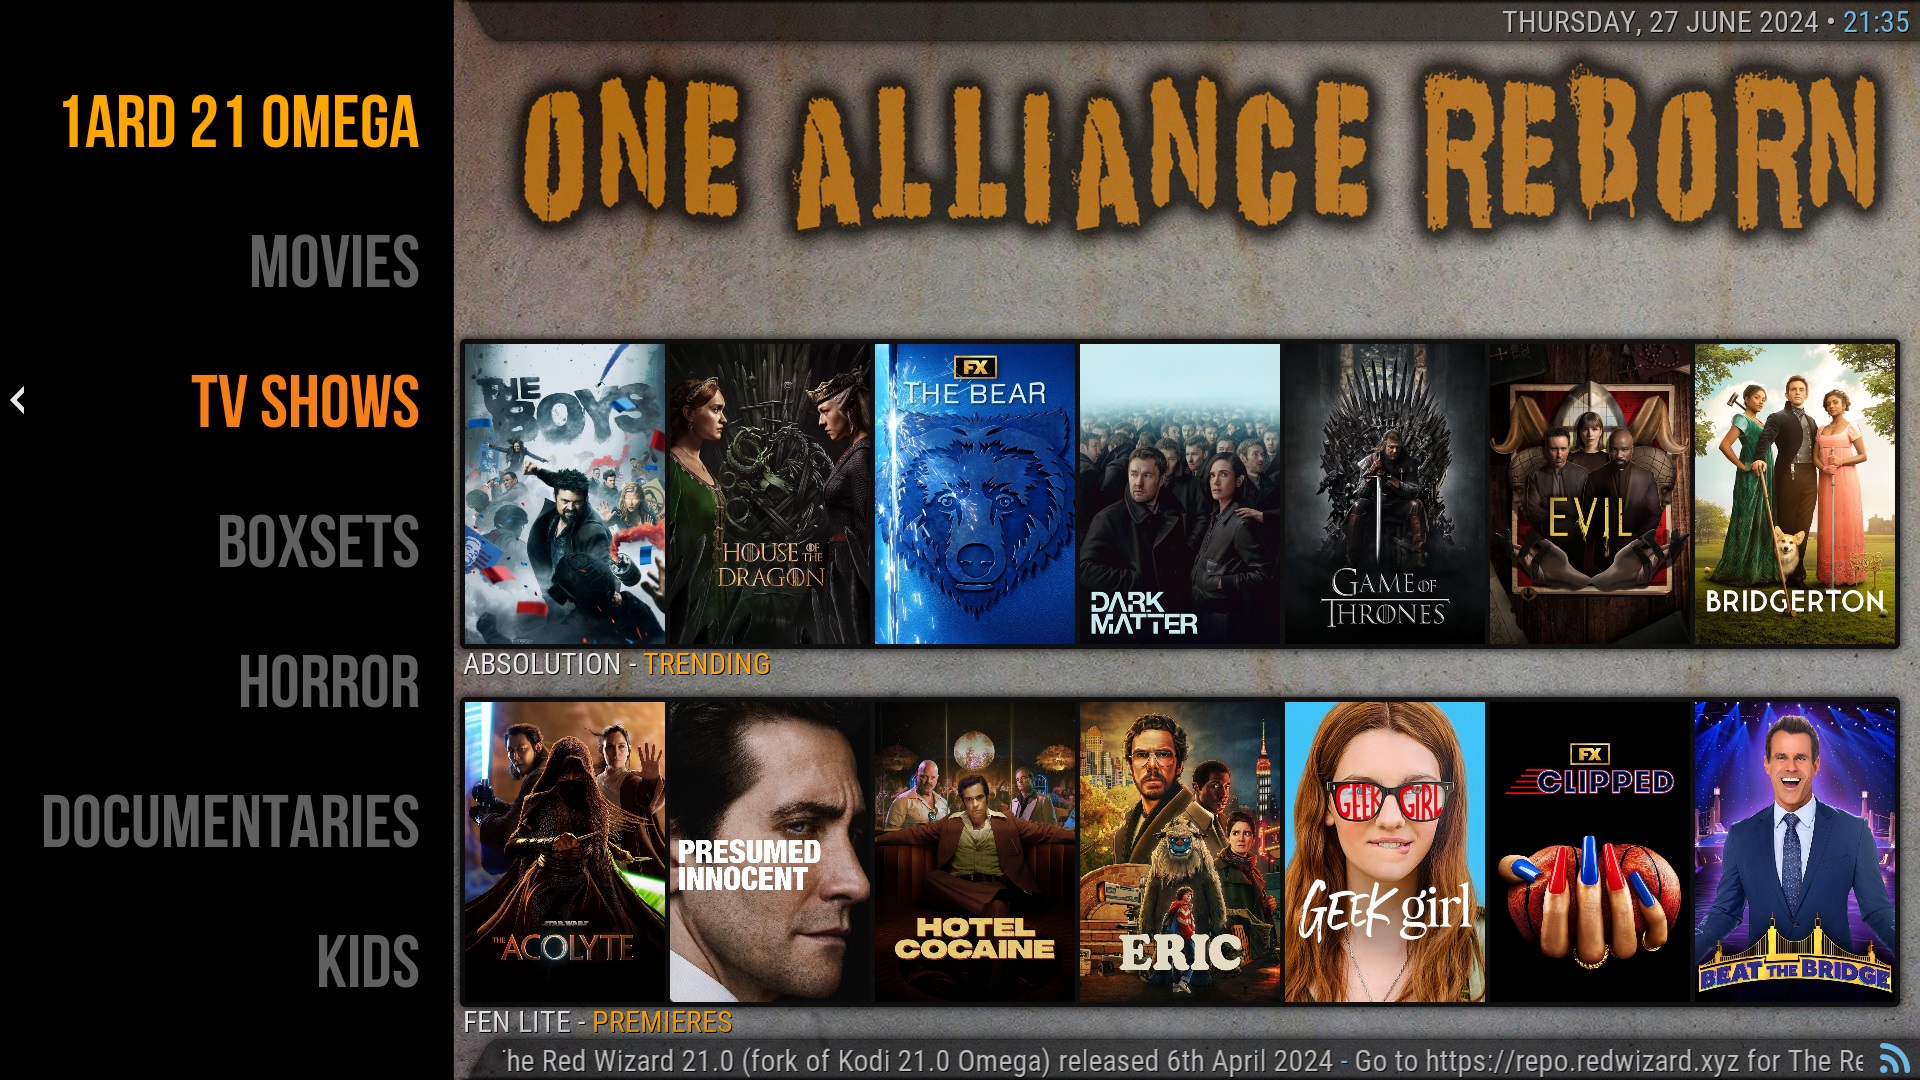 THURSDAY, 27 JUNE 2024 • 21:35
1ARD 21 OMEGA
MOVIES
TV SHOWS
BOXSETS
HORROR
DOCUMENTARIES
KIDS
ONE ALLIANCE REBORN
THE
BOYS
HOUSE OF THE
DRAGON
FX
THE BEAR
DARK
MATTER
GAME OF
THRONES
EVIL
BRIDGERTON
ABSOLUTION - TRENDING
STAR WARS
THE ACOLYTE
PRESUMED
INNOCENT
HOTEL
COCAINE
ERIC
GEEK GIRL
GEEK girl
FX
CLIPPED
BEAT THE BRIDGE
FEN LITE - PREMIERES
he Red Wizard 21.0 (fork of Kodi 21.0 Omega) released 6th April 2024 - Go to https://repo.redwizard.xyz for The Re